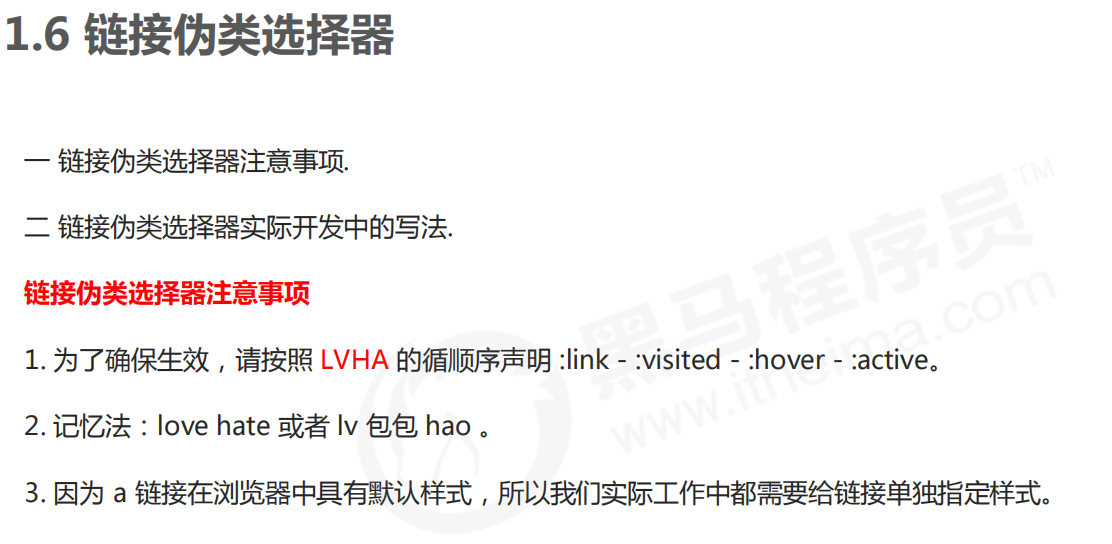 1.6 链接伪类选择器
一 链接伪类选择器注意事项.
二 链接伪类选择器实际开发中的写法.
链接伪类选择器注意事项
1. 为了确保生效，请按照 LVHA 的循顺序声明 :link－:visited－:hover－:active。
2. 记忆法：love hate 或者 lv 包包 hao 。
3. 因为 a 链接在浏览器中具有默认样式，所以我们实际工作中都需要给链接单独指定样式。
黑马程序员™
www.itheima.com